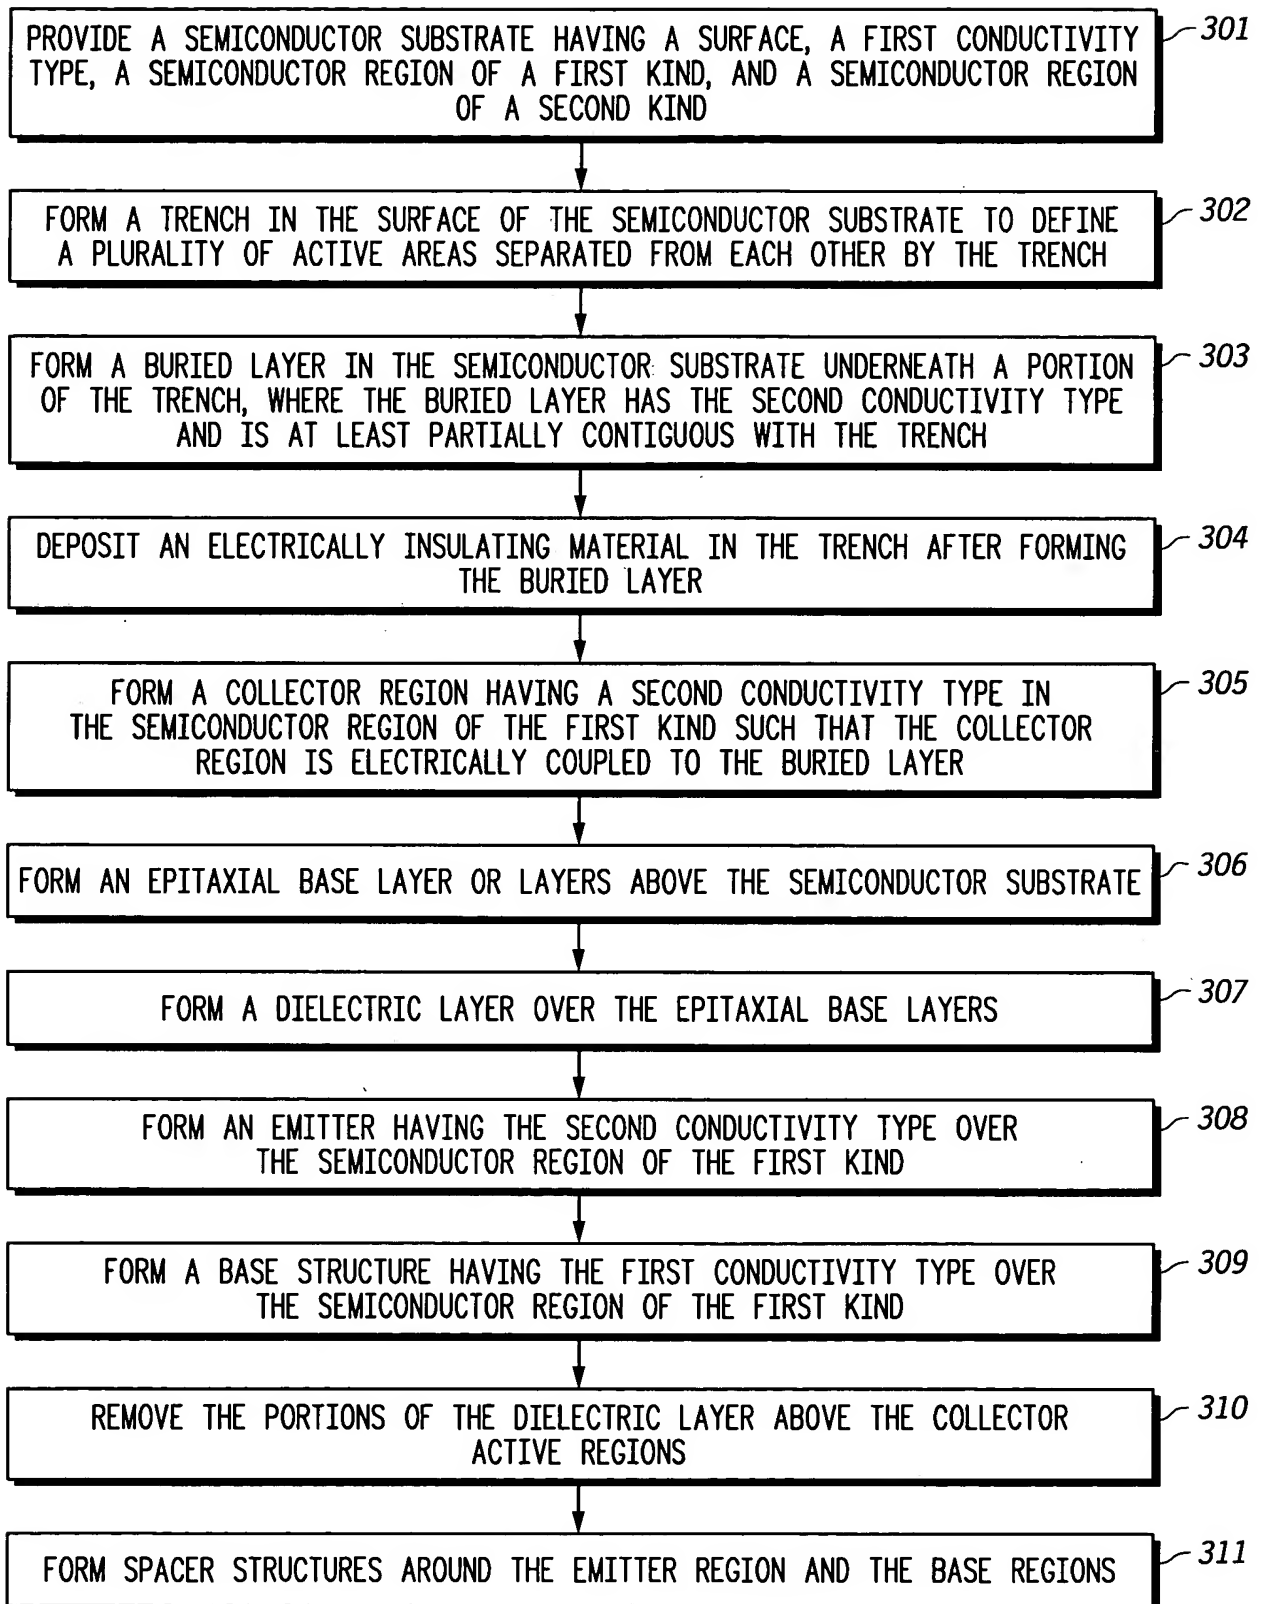 PROVIDE A SEMICONDUCTOR SUBSTRATE HAVING A SURFACE, A FIRST CONDUCTIVITY
TYPE, A SEMICONDUCTOR REGION OF A FIRST KIND, AND A SEMICONDUCTOR REGION
OF A SECOND KIND
301
FORM A TRENCH IN THE SURFACE OF THE SEMICONDUCTOR SUBSTRATE TO DEFINE
A PLURALITY OF ACTIVE AREAS SEPARATED FROM EACH OTHER BY THE TRENCH
302
FORM A BURIED LAYER IN THE SEMICONDUCTOR SUBSTRATE UNDERNEATH A PORTION
OF THE TRENCH, WHERE THE BURIED LAYER HAS THE SECOND CONDUCTIVITY TYPE
AND IS AT LEAST PARTIALLY CONTIGUOUS WITH THE TRENCH
303
DEPOSIT AN ELECTRICALLY INSULATING MATERIAL IN THE TRENCH AFTER FORMING
THE BURIED LAYER
304
FORM A COLLECTOR REGION HAVING A SECOND CONDUCTIVITY TYPE IN
THE SEMICONDUCTOR REGION OF THE FIRST KIND SUCH THAT THE COLLECTOR
REGION IS ELECTRICALLY COUPLED TO THE BURIED LAYER
305
FORM AN EPITAXIAL BASE LAYER OR LAYERS ABOVE THE SEMICONDUCTOR SUBSTRATE
306
FORM A DIELECTRIC LAYER OVER THE EPITAXIAL BASE LAYERS
307
FORM AN EMITTER HAVING THE SECOND CONDUCTIVITY TYPE OVER
THE SEMICONDUCTOR REGION OF THE FIRST KIND
308
FORM A BASE STRUCTURE HAVING THE FIRST CONDUCTIVITY TYPE OVER
THE SEMICONDUCTOR REGION OF THE FIRST KIND
309
REMOVE THE PORTIONS OF THE DIELECTRIC LAYER ABOVE THE COLLECTOR
ACTIVE REGIONS
310
FORM SPACER STRUCTURES AROUND THE EMITTER REGION AND THE BASE REGIONS
311